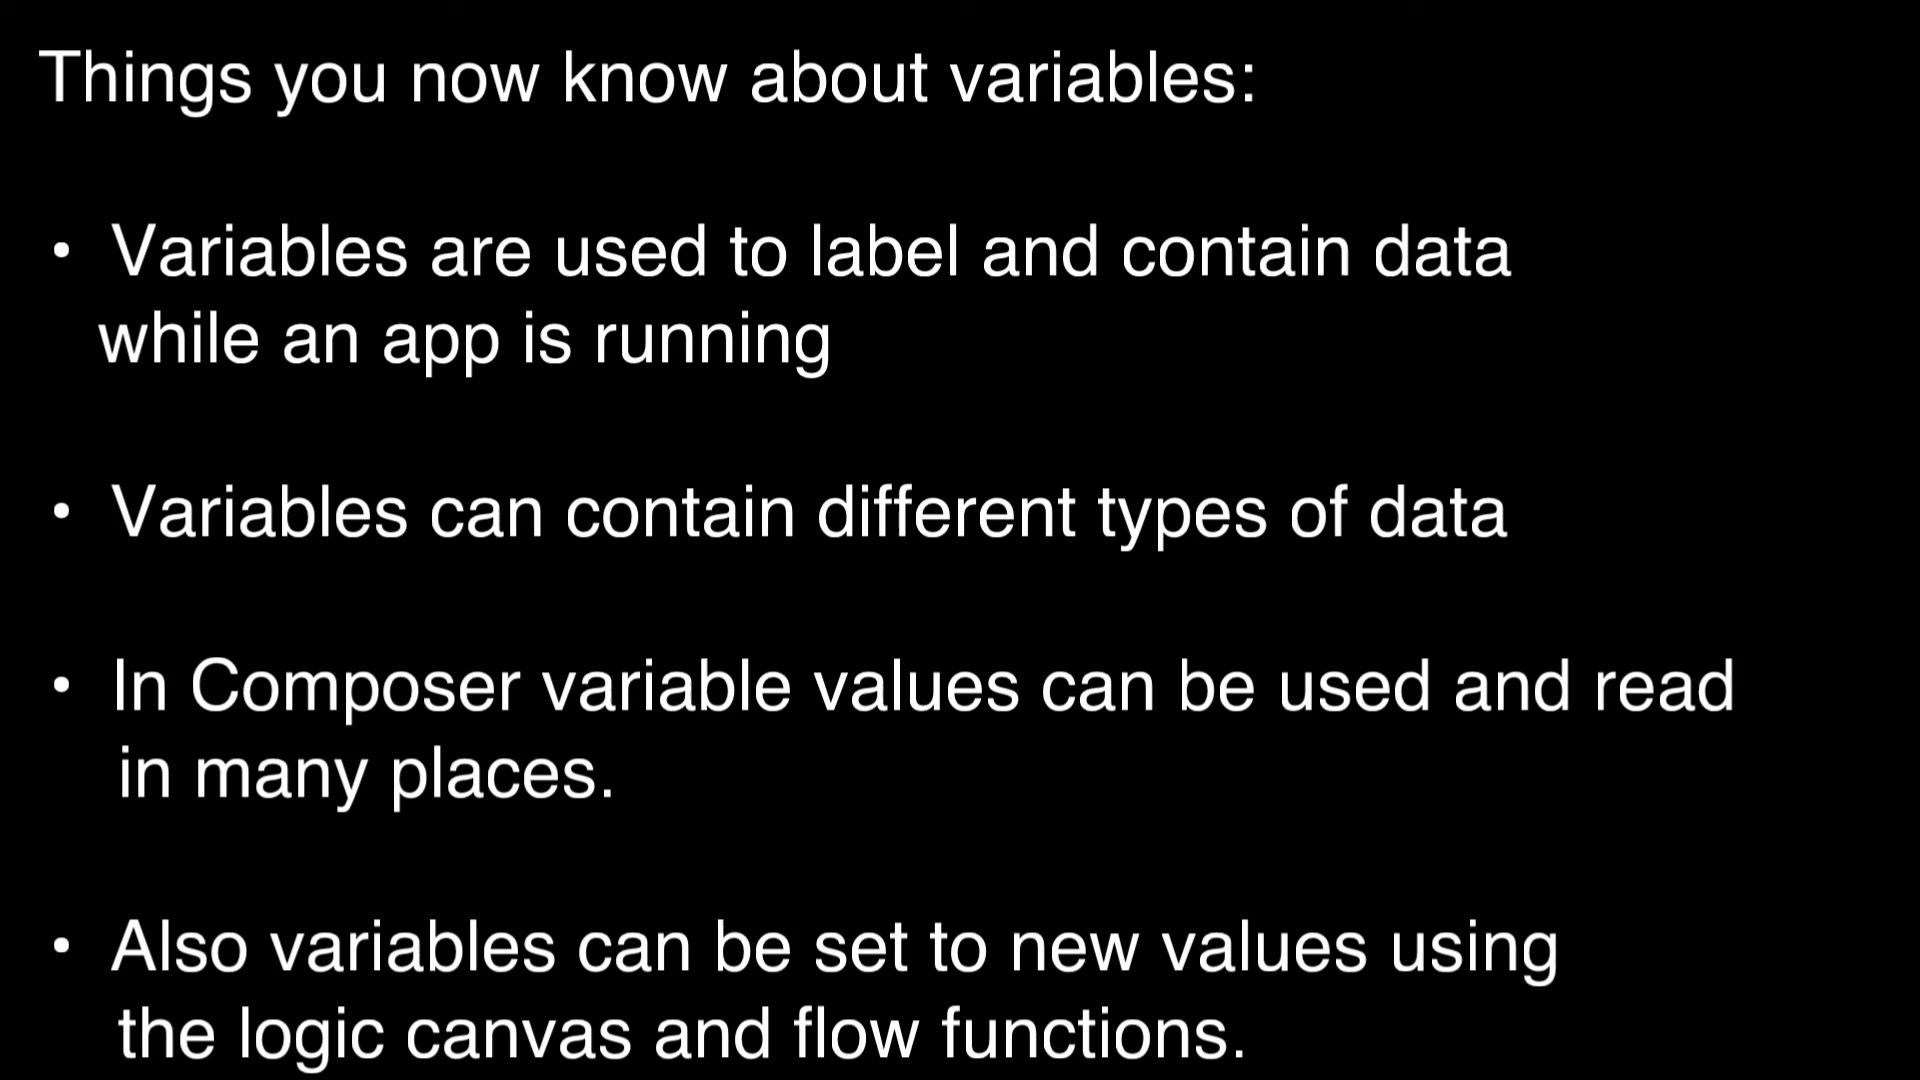 Things you now know about variables:
• Variables are used to label and contain data
while an app is running
• Variables can contain different types of data
• In Composer variable values can be used and read
in many places.
• Also variables can be set to new values using
the logic canvas and flow functions.